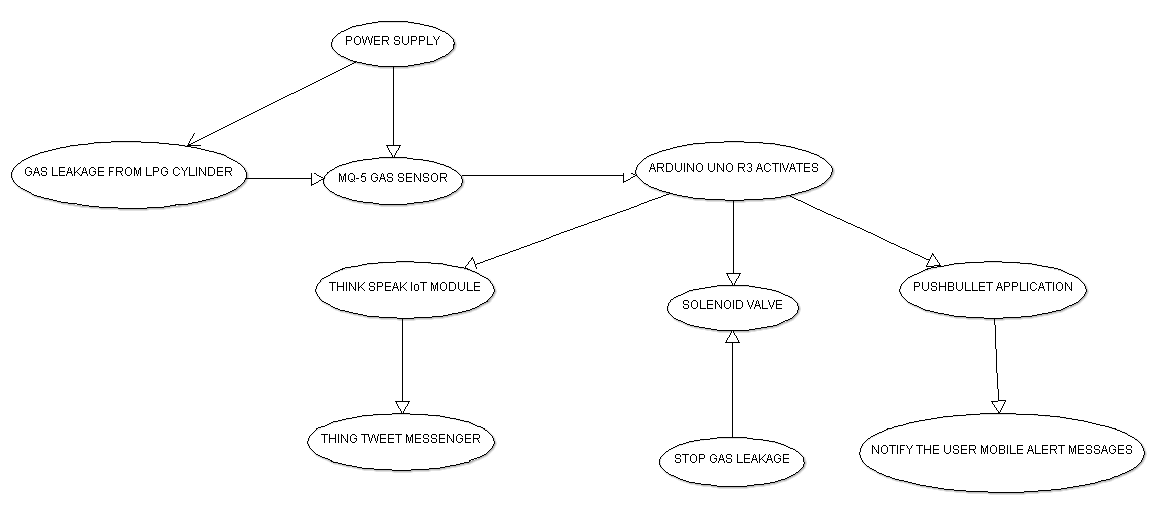 POWER SUPPLY
GAS LEAKAGE FROM LPG CYLINDER
MQ-5 GAS SENSOR
ARDUINO UNO R3 ACTIVATES
THINK SPEAK IoT MODULE
SOLENOID VALVE
PUSHBULLET APPLICATION
THING TWEET MESSENGER
STOP GAS LEAKAGE
NOTIFY THE USER MOBILE ALERT MESSAGES